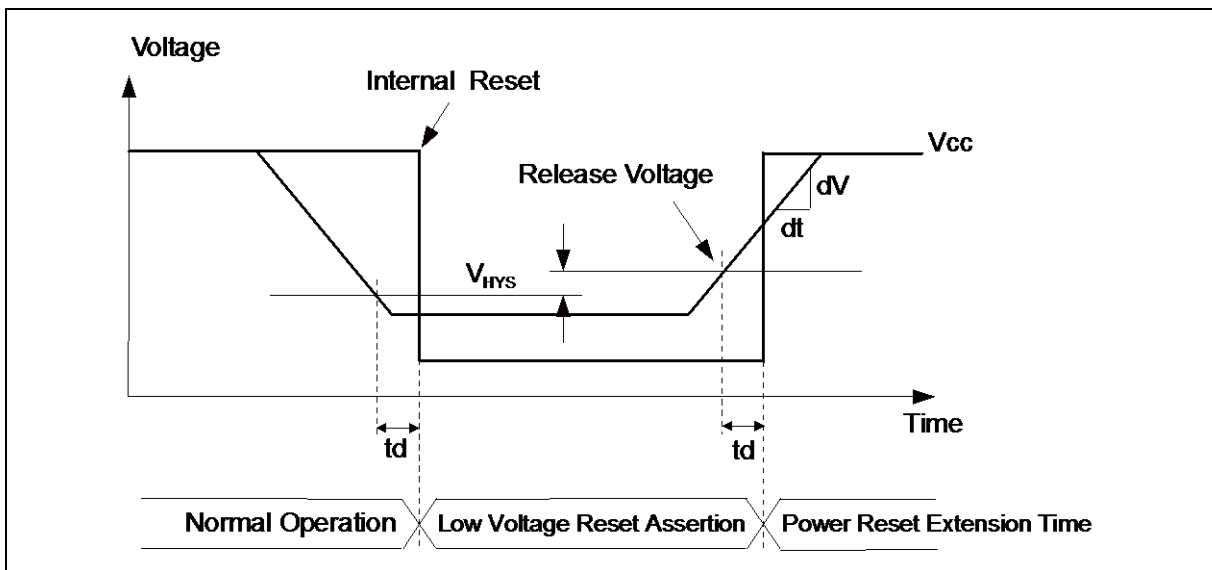 Voltage
Internal Reset
Vcc
Release Voltage
dV
dt
VHYS
Time
td
td
Normal Operation
Low Voltage Reset Assertion
Power Reset Extension Time